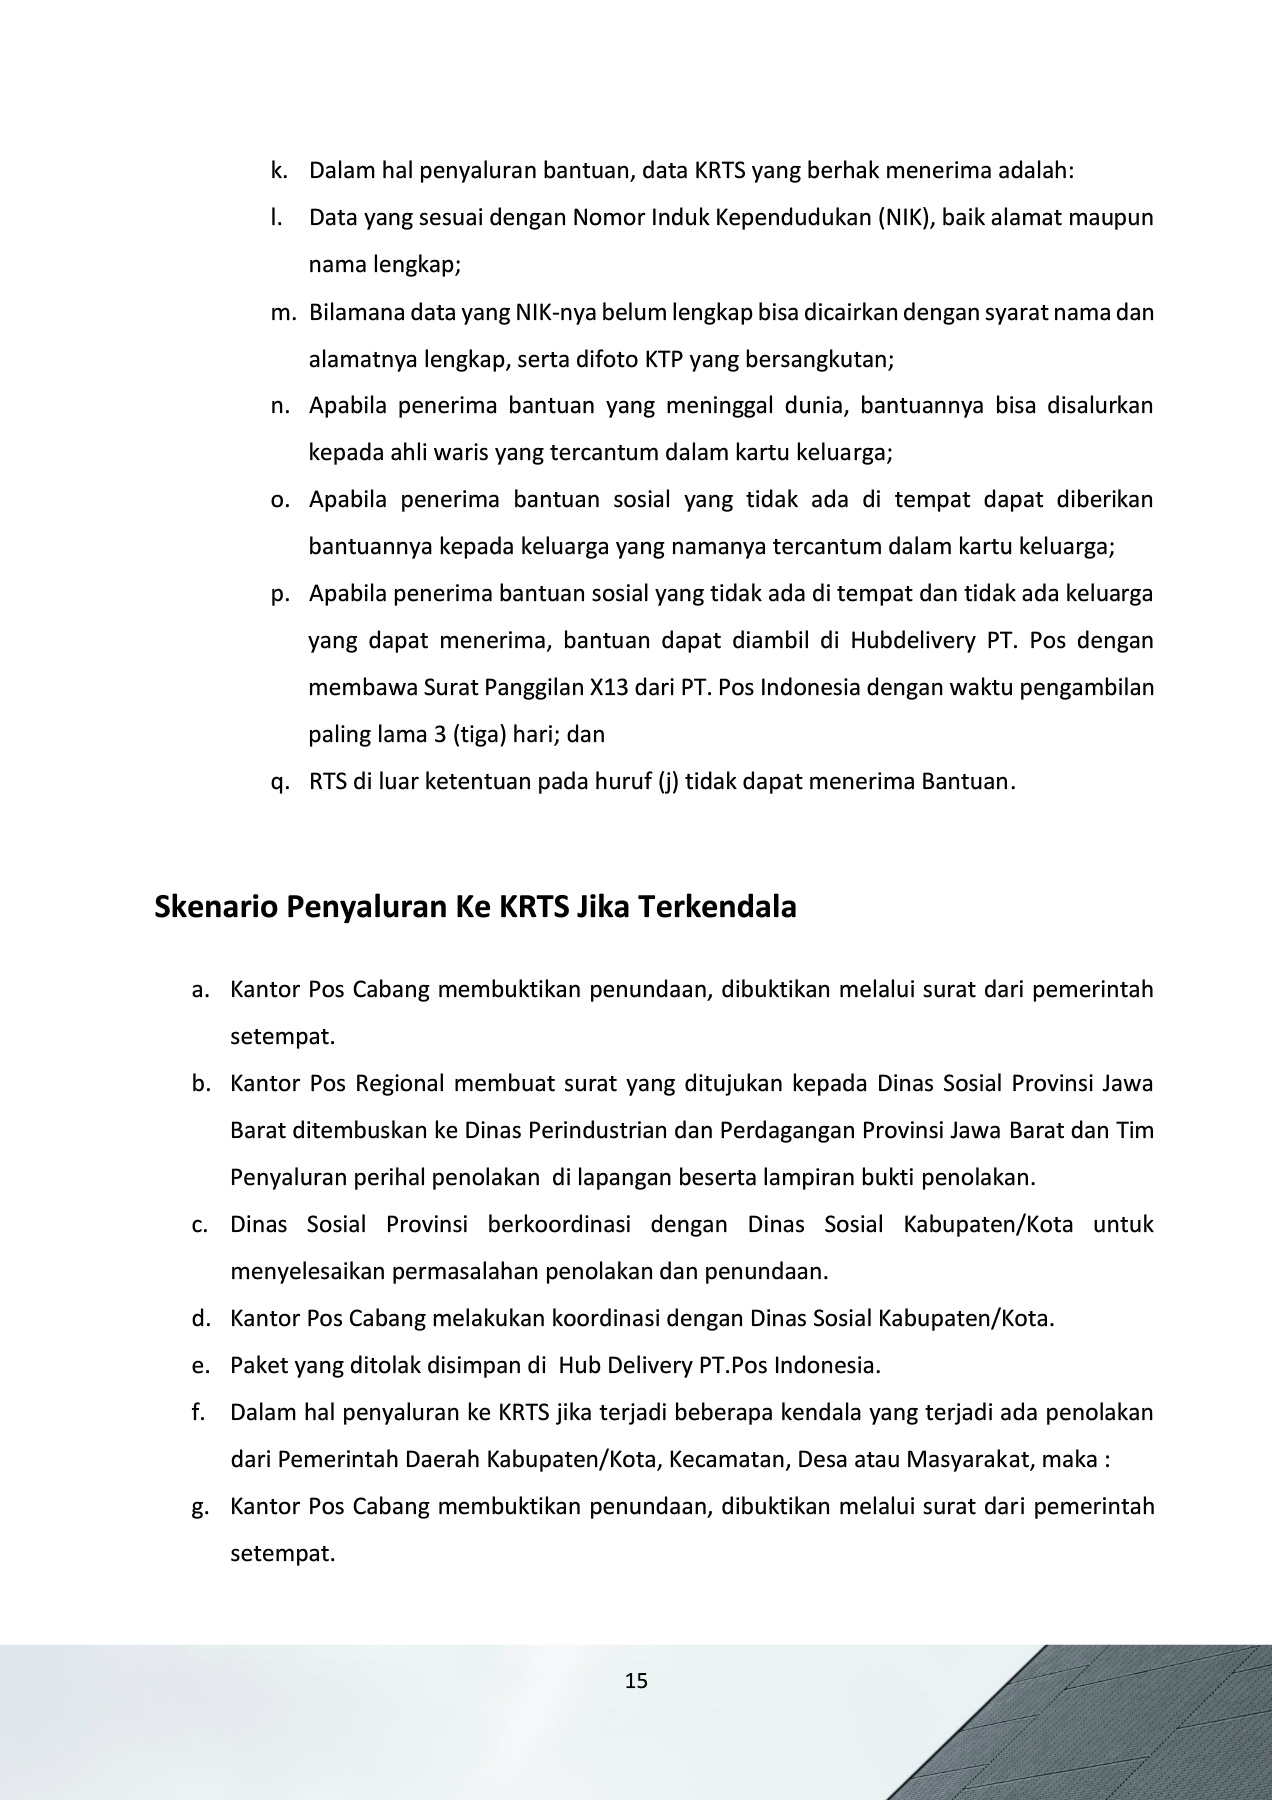 k. Dalam hal penyaluran bantuan, data KRTS yang berhak menerima adalah:
l. Data yang sesuai dengan Nomor Induk Kependudukan (NIK), baik alamat maupun
nama lengkap;
m. Bilamana data yang NIK-nya belum lengkap bisa dicairkan dengan syarat nama dan
alamatnya lengkap, serta difoto KTP yang bersangkutan;
n. Apabila penerima bantuan yang meninggal dunia, bantuannya bisa disalurkan
kepada ahli waris yang tercantum dalam kartu keluarga;
o. Apabila penerima bantuan sosial yang tidak ada di tempat dapat diberikan
bantuannya kepada keluarga yang namanya tercantum dalam kartu keluarga;
p. Apabila penerima bantuan sosial yang tidak ada di tempat dan tidak ada keluarga
yang dapat menerima, bantuan dapat diambil di Hubdelivery PT. Pos dengan
membawa Surat Panggilan X13 dari PT. Pos Indonesia dengan waktu pengambilan
paling lama 3 (tiga) hari; dan
q. RTS di luar ketentuan pada huruf (j) tidak dapat menerima Bantuan.
Skenario Penyaluran Ke KRTS Jika Terkendala
a. Kantor Pos Cabang membuktikan penundaan, dibuktikan melalui surat dari pemerintah
setempat.
b. Kantor Pos Regional membuat surat yang ditujukan kepada Dinas Sosial Provinsi Jawa
Barat ditembuskan ke Dinas Perindustrian dan Perdagangan Provinsi Jawa Barat dan Tim
Penyaluran perihal penolakan di lapangan beserta lampiran bukti penolakan.
c. Dinas Sosial Provinsi berkoordinasi dengan Dinas Sosial Kabupaten/Kota untuk
menyelesaikan permasalahan penolakan dan penundaan.
d. Kantor Pos Cabang melakukan koordinasi dengan Dinas Sosial Kabupaten/Kota.
e. Paket yang ditolak disimpan di Hub Delivery PT.Pos Indonesia.
f. Dalam hal penyaluran ke KRTS jika terjadi beberapa kendala yang terjadi ada penolakan
dari Pemerintah Daerah Kabupaten/Kota, Kecamatan, Desa atau Masyarakat, maka :
g. Kantor Pos Cabang membuktikan penundaan, dibuktikan melalui surat dari pemerintah
setempat.
15